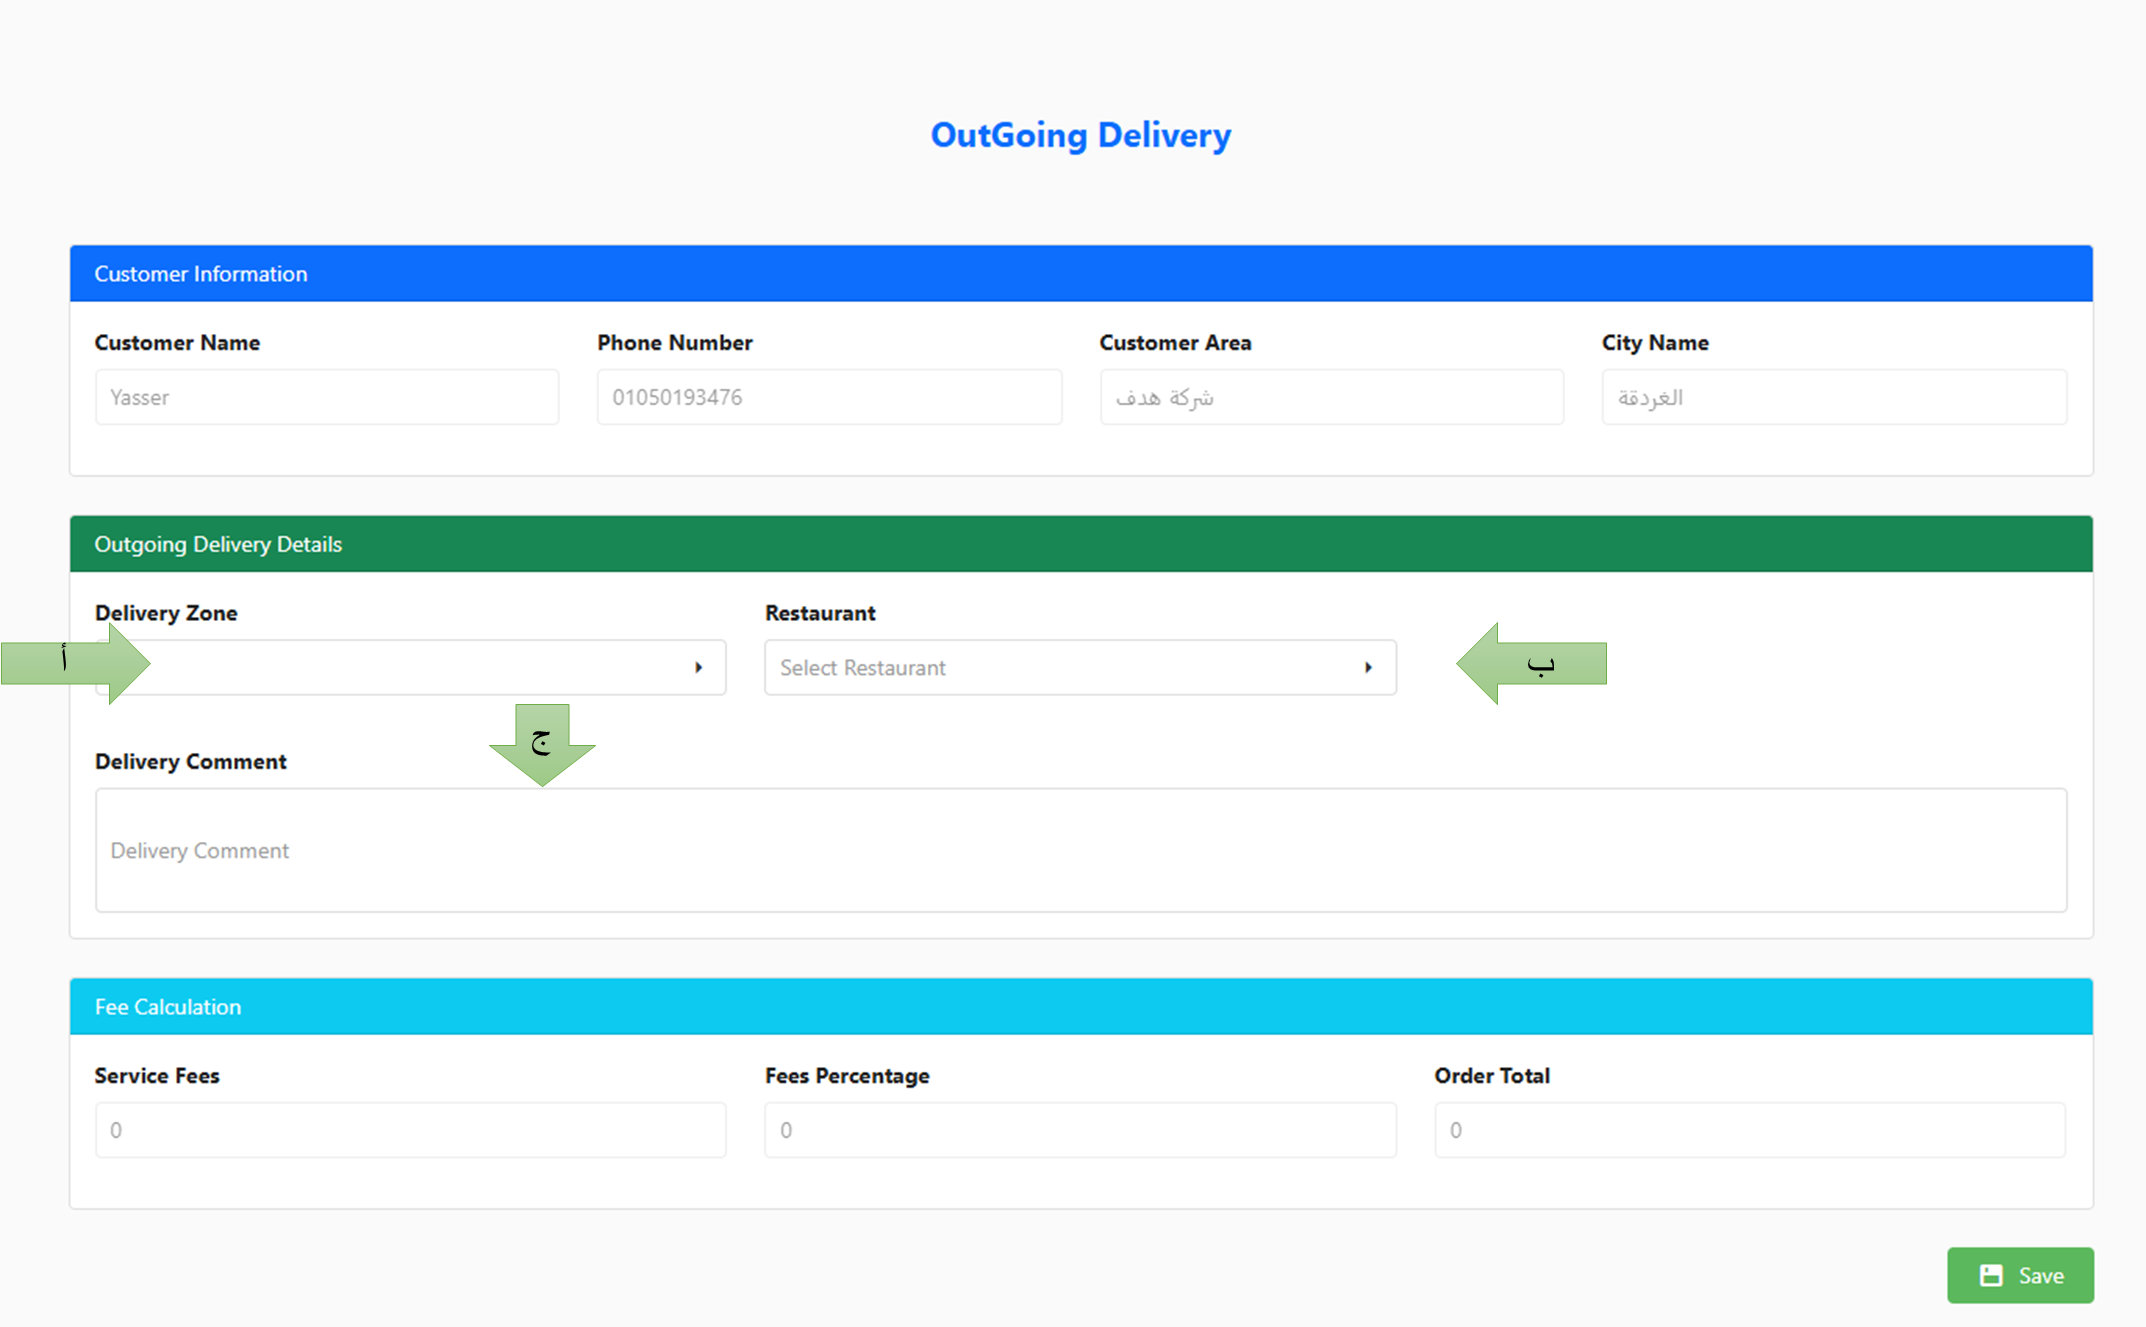 OutGoing Delivery
Customer Information
Customer Name
Phone Number
Customer Area
City Name
Yasser
01050193476
شركة هدف
الغردقة
Outgoing Delivery Details
Delivery Zone
Restaurant
أ
Select Restaurant
ب
ج
Delivery Comment
Delivery Comment
Fee Calculation
Service Fees
Fees Percentage
Order Total
0
0
0
Save